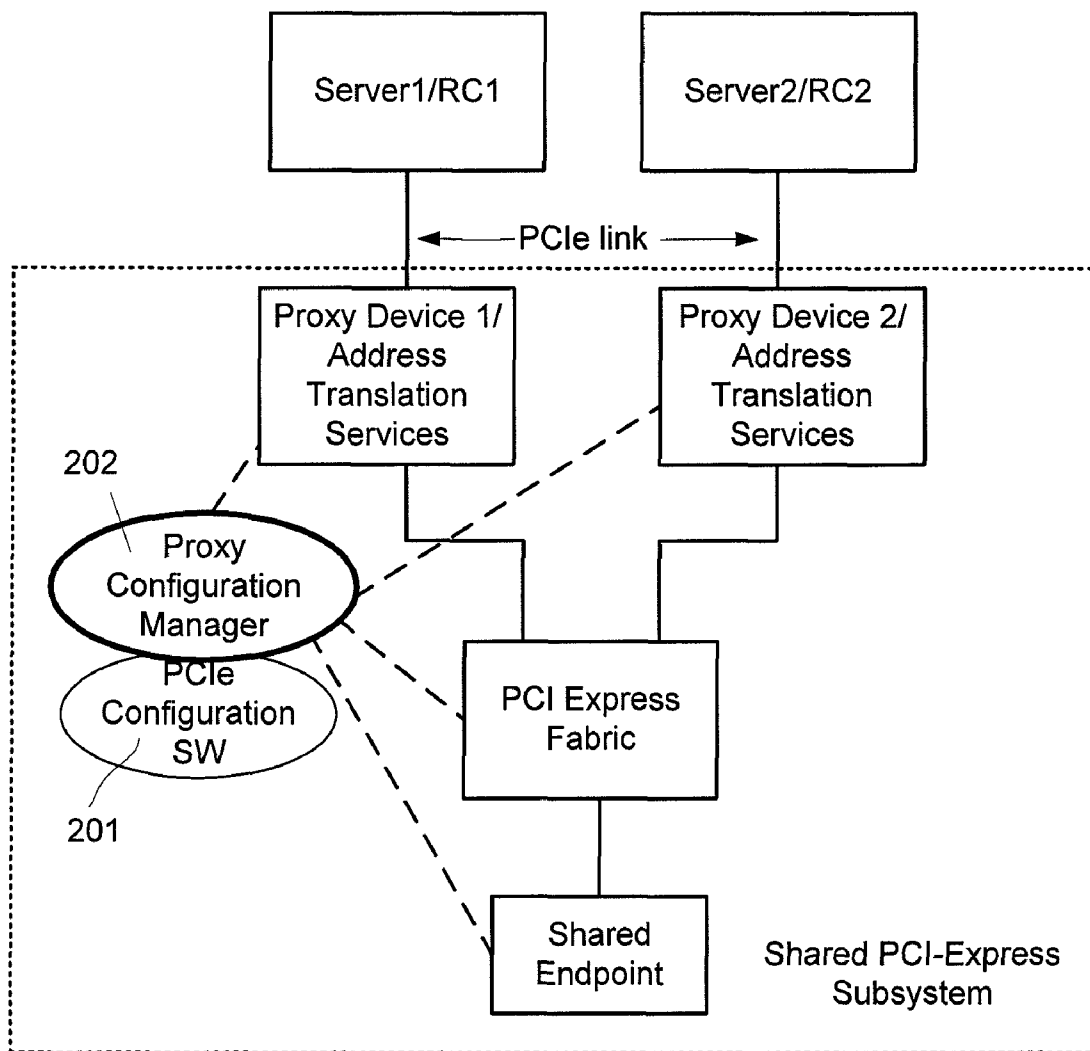 Server1/RC1
Server2/RC2
PCIe link
Proxy Device 1/
Address
Translation
Services
Proxy Device 2/
Address
Translation
Services
202
Proxy
Configuration
Manager
PCIe
Configuration
SW
201
PCI Express
Fabric
Shared
Endpoint
Shared PCI-Express
Subsystem